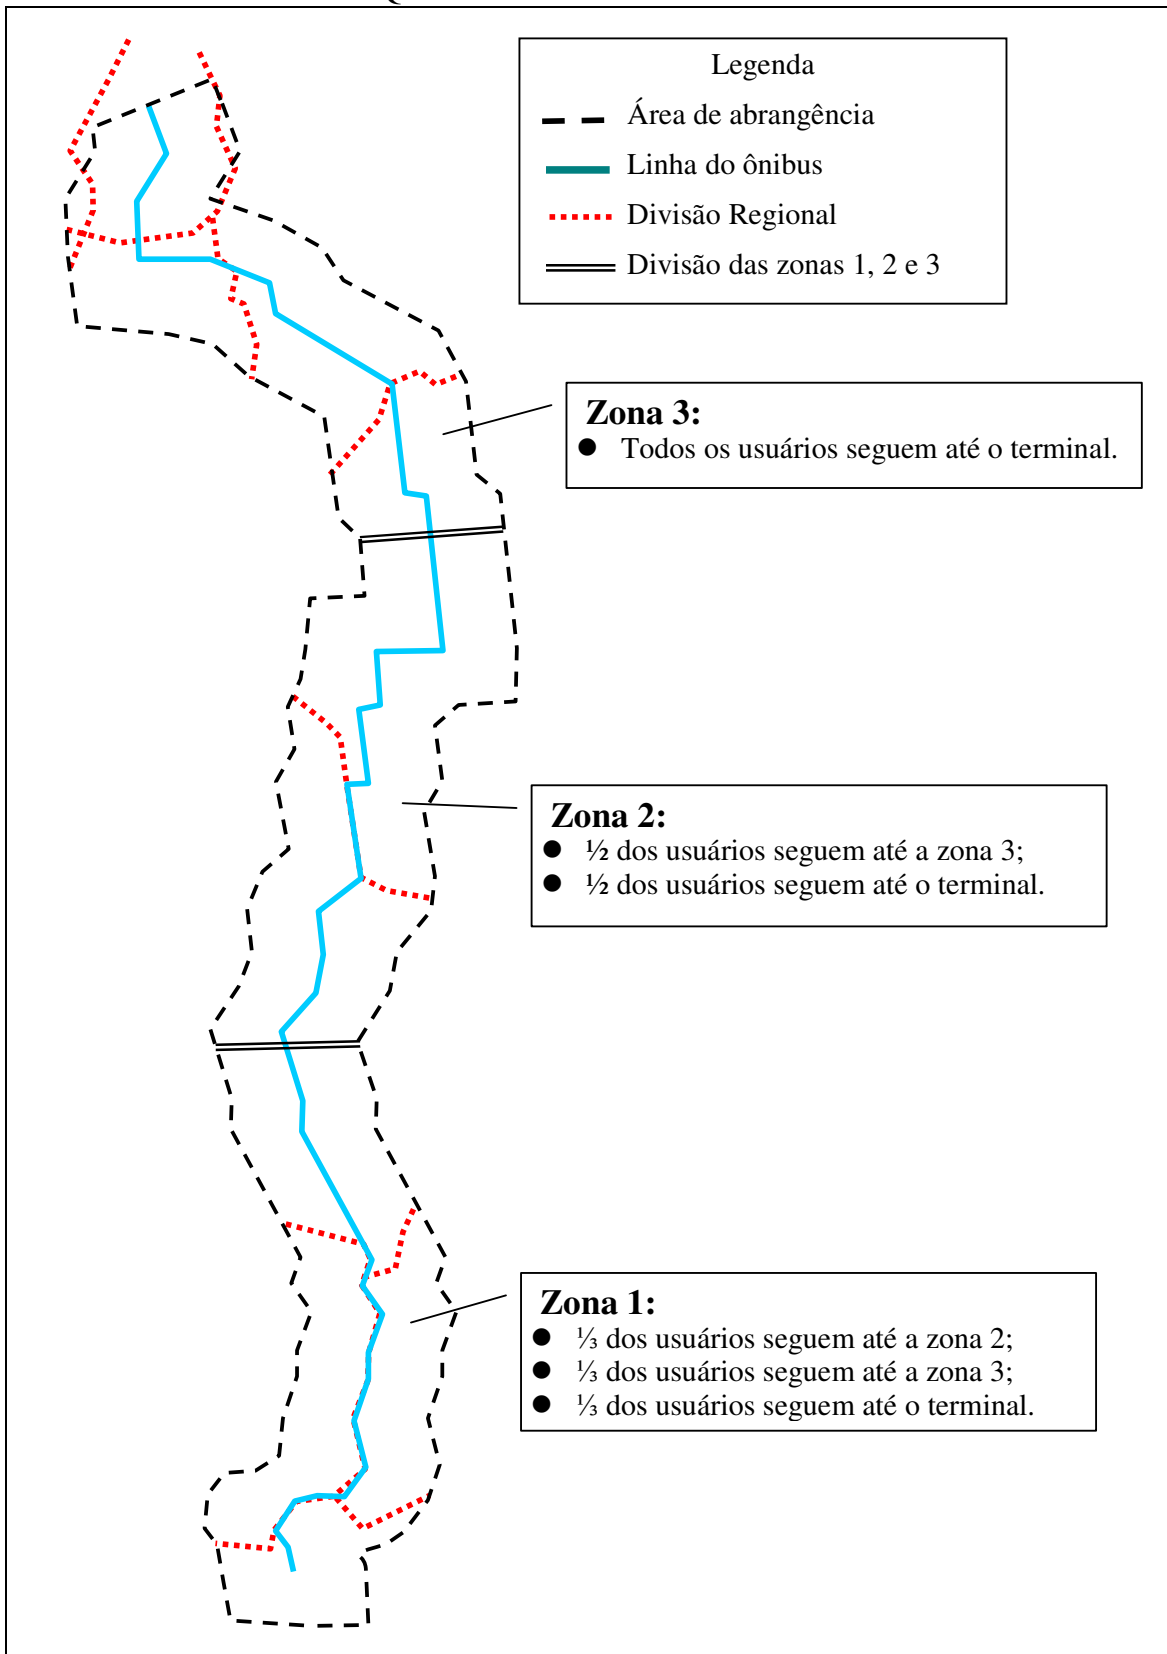 Legenda
Área de abrangência
Linha do ônibus
Divisão Regional
Divisão das zonas 1, 2 e 3
Zona 3:
● Todos os usuários seguem até o terminal.
Zona 2:
● ½ dos usuários seguem até a zona 3;
● ½ dos usuários seguem até o terminal.
Zona 1:
● ⅓ dos usuários seguem até a zona 2;
● ⅓ dos usuários seguem até a zona 3;
● ⅓ dos usuários seguem até o terminal.